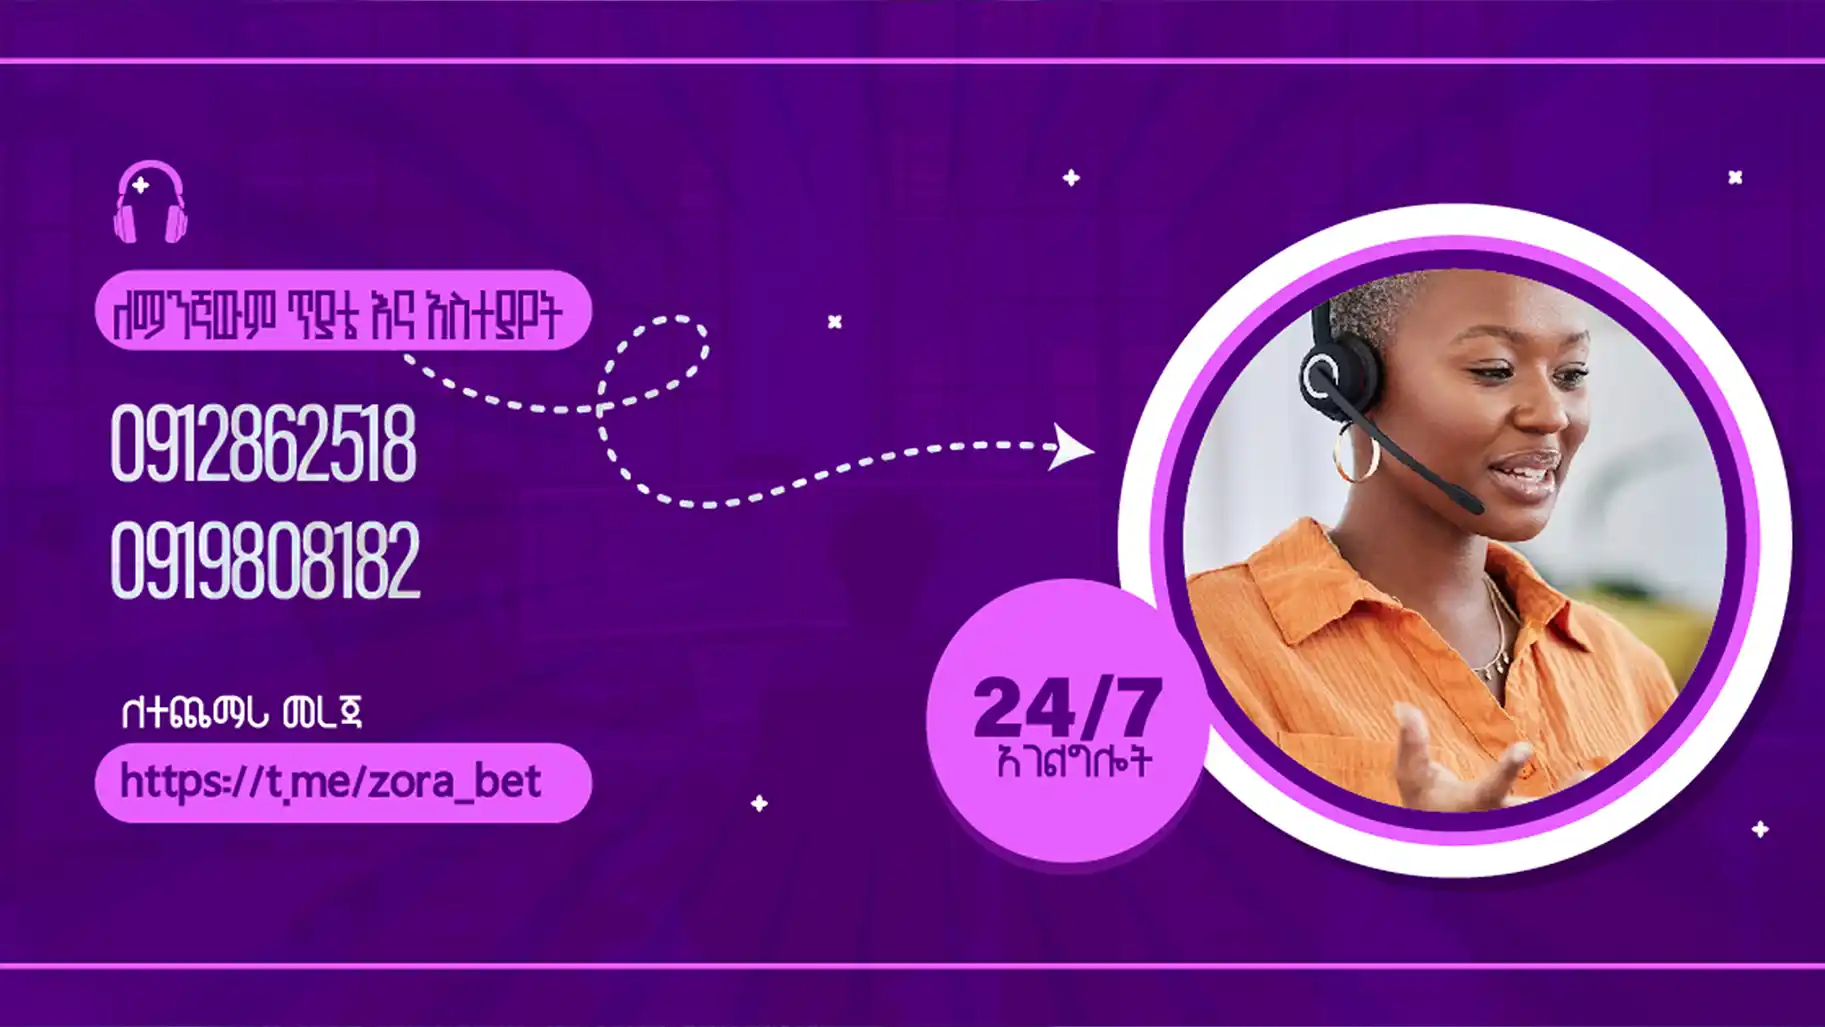 ለማንኛውም ጥያቄ እና አስተያየት
0912862518
0919808182
ለተጨማሪ መረጃ
https://t.me/zora_bet
24/7
አገልግሎት